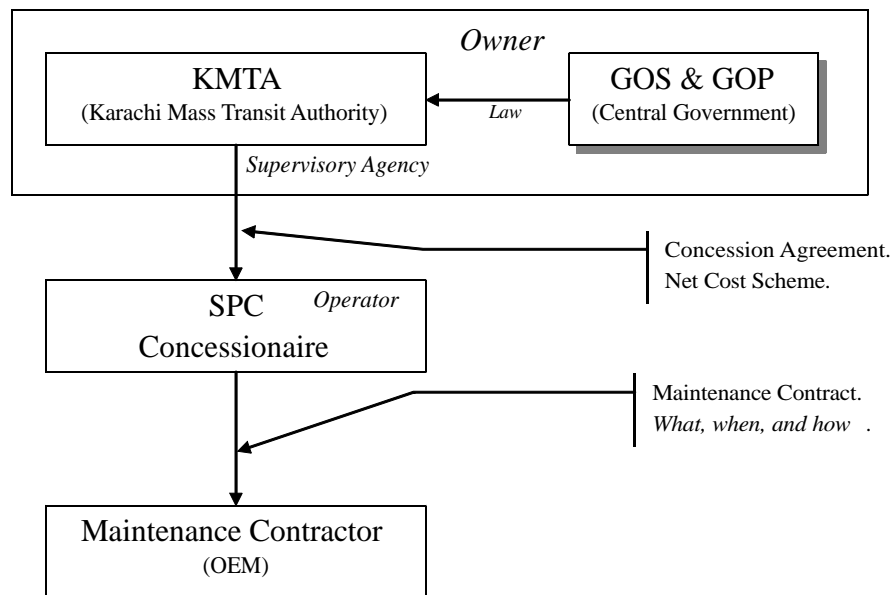 Owner
KMTA
(Karachi Mass Transit Authority)
GOS & GOP
(Central Government)
Law
Supervisory Agency
Concession Agreement.
Net Cost Scheme.
SPC
Operator
Concessionaire
Maintenance Contract.
What, when, and how .
Maintenance Contractor
(OEM)